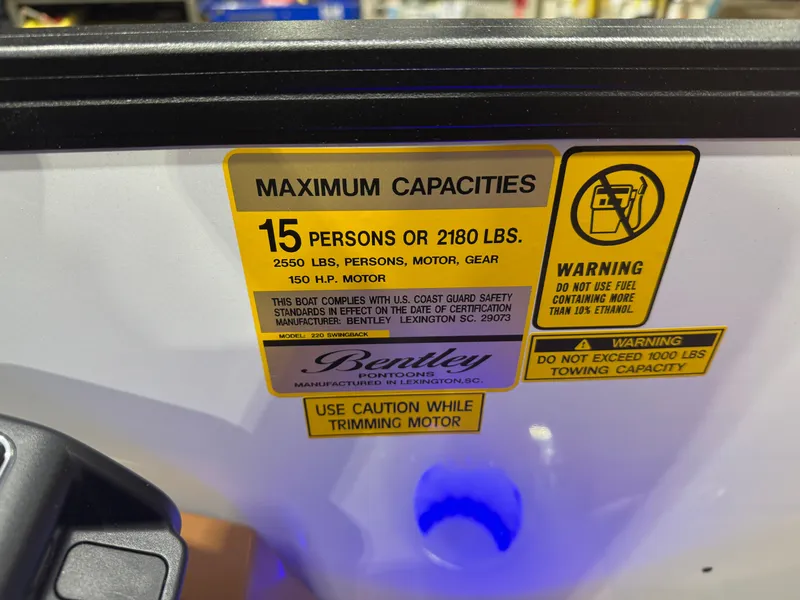 MAXIMUM CAPACITIES
15 PERSONS OR 2180 LBS.
2550 LBS, PERSONS, MOTOR, GEAR
150 H.P. MOTOR
THIS BOAT COMPLIES WITH U.S. COAST GUARD SAFETY
STANDARDS IN EFFECT ON THE DATE OF CERTIFICATION
MANUFACTURER: BENTLEY LEXINGTON SC. 29073
MODEL: 220 SWINGBACK
Bentley
PONTOONS
MANUFACTURED IN LEXINGTON, SC.
USE CAUTION WHILE
TRIMMING MOTOR
WARNING
DO NOT USE FUEL
CONTAINING MORE
THAN 10% ETHANOL.
WARNING
DO NOT EXCEED 1000 LBS
TOWING CAPACITY